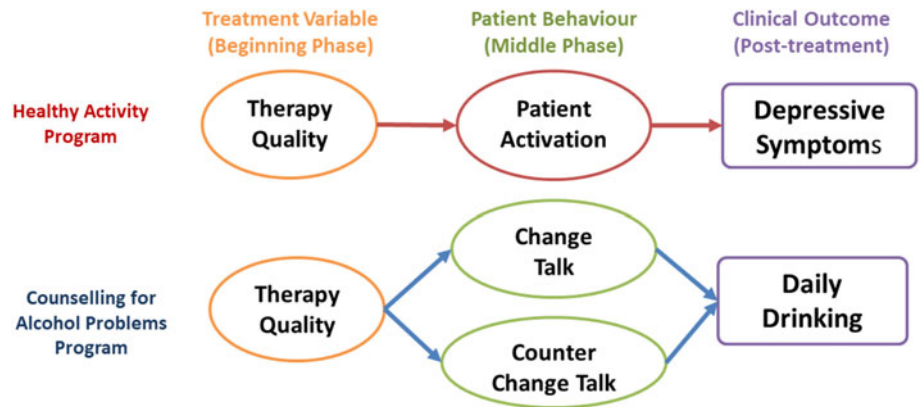 Treatment Variable
(Beginning Phase)
Patient Behaviour
(Middle Phase)
Clinical Outcome
(Post-treatment)
Healthy Activity
Program
Therapy
Quality
Patient
Activation
Depressive
Symptoms
Counselling for
Alcohol Problems
Program
Therapy
Quality
Change
Talk
Counter
Change Talk
Daily
Drinking